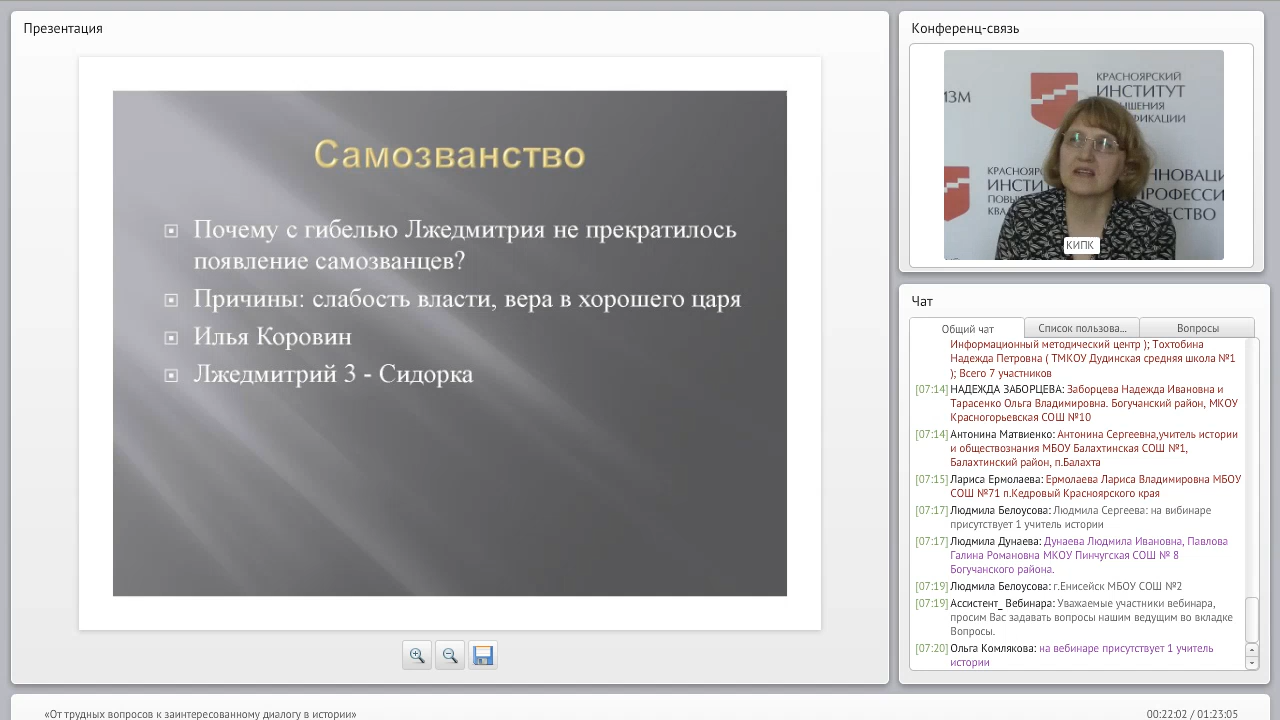 Презентация
Самозванство
Почему с гибелью Лжедмитрия не прекратилось
появление самозванцев?
Причины: слабость власти, вера в хорошего царя
Илья Коровин
Лжедмитрий 3 - Сидорка
Конференц-связь
КРАСНОЯРСКИЙ
ИНСТИТУТ
КИПК
Чат
Общий чат
Список пользова...
Вопросы
Информационный методический центр ); Тохтобина
Надежда Петровна ( ТМКОУ Дудинская средняя школа №1
); Всего 7 участников
[07:14] НАДЕЖДА ЗАБОРЦЕВА: Заборцева Надежда Ивановна и
Тарасенко Ольга Владимировна. Богучанский район, МКОУ
Красногорьевская СОШ №10
[07:14] Антонина Матвиенко: Антонина Сергеевна,учитель истории
и обществознания МБОУ Балахтинская СОШ №1,
Балахтинский район, п.Балахта
[07:15] Лариса Ермолаева: Ермолаева Лариса Владимировна МБОУ
СОШ №71 п.Кедровый Красноярского края
[07:17] Людмила Белоусова: Людмила Сергеева: на вибинаре
присутствует 1 учитель истории
[07:17] Людмила Дунаева: Дунаева Людмила Ивановна, Павлова
Галина Романовна МКОУ Пинчугская СОШ № 8
Богучанского района.
[07:19] Людмила Белоусова: г.Енисейск МБОУ СОШ №2
[07:19] Ассистент_ Вебинара: Уважаемые участники вебинара,
просим Вас задавать вопросы нашим ведущим во вкладке
Вопросы.
[07:20] Ольга Комлякова: на вебинаре присутствует 1 учитель
истории
«От трудных вопросов к заинтересованному диалогу в истории»
00:22:02 / 01:23:05